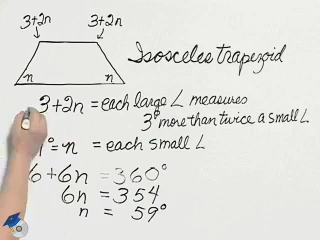 3+2n 3+2n
Isosceles trapezoid
n n
3+2n = each large ∠ measures
3° more than twice a small ∠
= n = each small ∠
6+6n = 360°
6n = 354
n = 59°